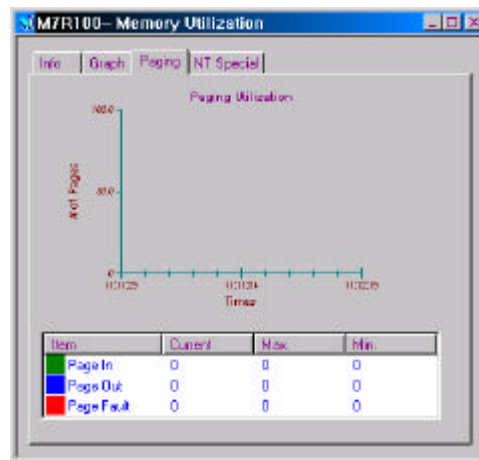 M7R100– Memory Utilization
Info Graph Paging NT Special
Paging Utilization
100.0
50.0
0
# of Pages
Times
Item Current Max. Min.
Page In 0 0 0
Page Out 0 0 0
Page Fault 0 0 0